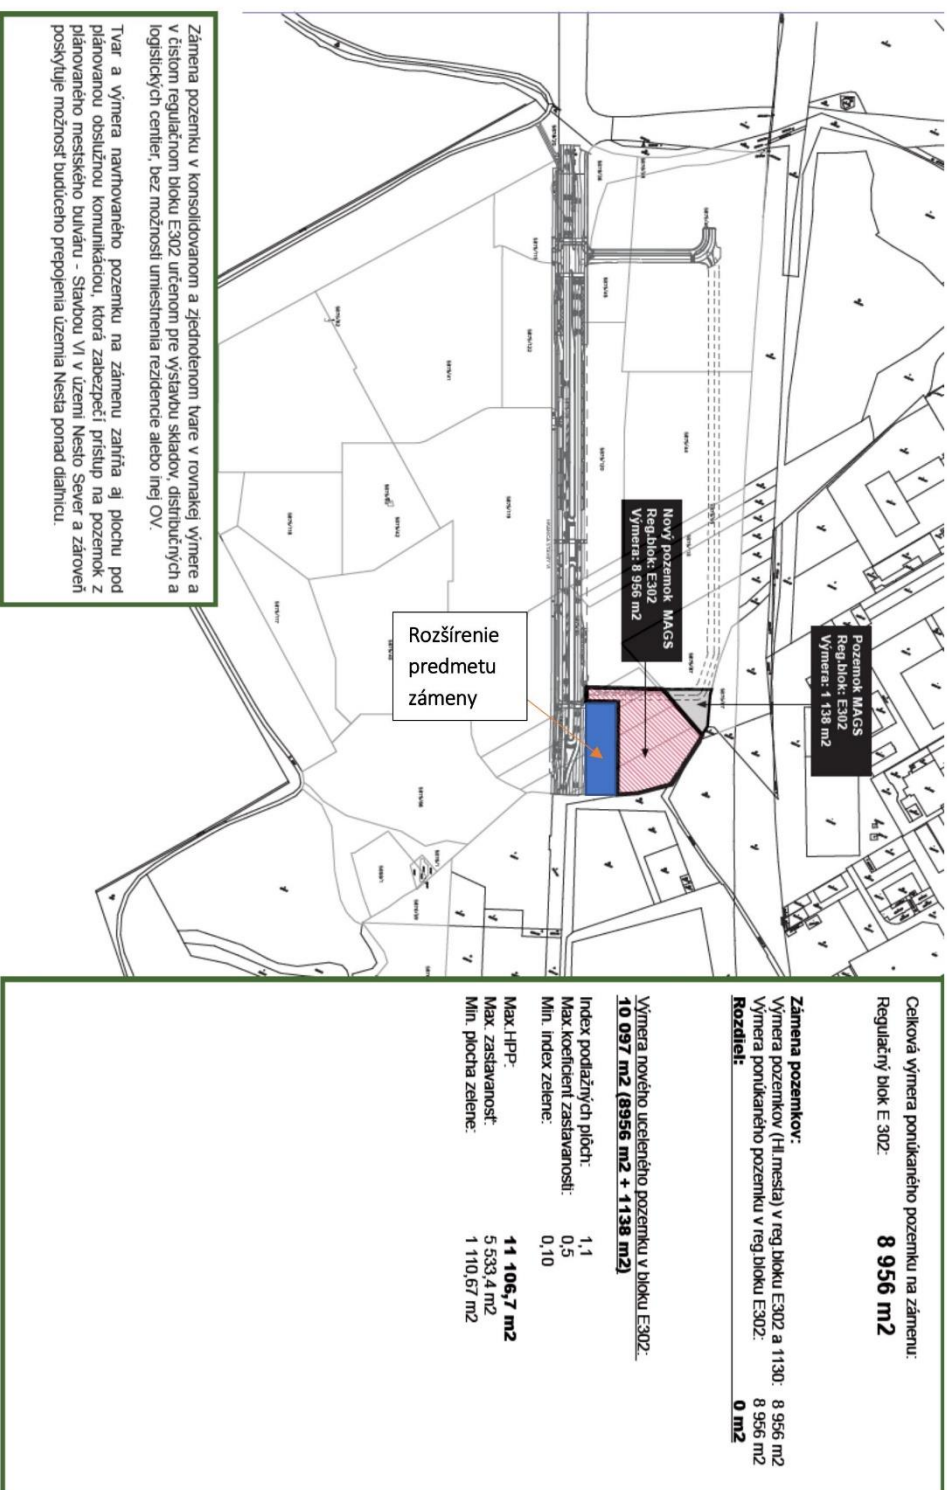 Celková výmera ponúkaného pozemku na zámenu:
Regulačný blok E 302: 8 956 m2
Zámena pozemkov:
Výmera pozemkov (Hl.mesta) v reg.bloku E302 a 1130: 8 956 m2
Výmera ponúkaného pozemku v reg.bloku E302: 8 956 m2
Rozdiel: 0 m2
Výmera nového uceleného pozemku v bloku E302:
10 097 m2 (8956 m2 + 1138 m2)
Index podlažných plôch: 1,1
Max.koeficient zastavanosti: 0,5
Min. index zelene: 0,10
Max.HPP: 11 106,7 m2
Max. zastavanosť: 5 533,4 m2
Min. plocha zelene: 1 110,67 m2
Pozemok MAGS
Reg.blok: E302
Výmera: 1 138 m2
Nový pozemok MAGS
Reg.blok: E302
Výmera: 8 956 m2
Rozšírenie
predmetu
zámeny
Zámena pozemku v konsolidovanom a zjednotenom tvare v rovnakej výmere a
v čistom regulačnom bloku E302 určenom pre výstavbu skladov, distribučných a
logistických centier, bez možnosti umiestnenia rezidencie alebo inej OV.
Tvar a výmera navrhovaného pozemku na zámenu zahŕňa aj plochu pod
plánovanou obslužnou komunikáciou, ktorá zabezpečí prístup na pozemok z
plánovaného mestského bulváru - Stavbou VI v území Nesto Sever a zároveň
poskytuje možnosť budúceho prepojenia územia Nesta ponad diaľnicu.